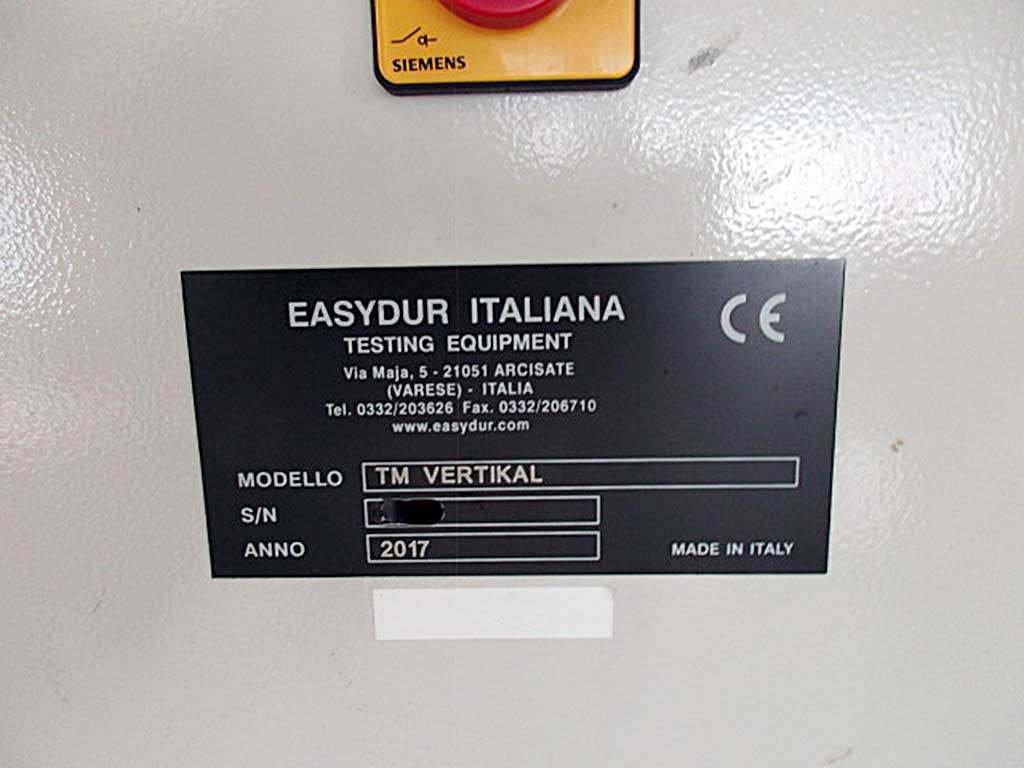 SIEMENS
EASYDUR ITALIANA
CE
TESTING EQUIPMENT
Via Maja, 5 - 21051 ARCISATE
(VARESE) - ITALIA
Tel. 0332/203626 Fax. 0332/206710
www.easydur.com
MODELLO TM VERTIKAL
S/N
ANNO 2017
MADE IN ITALY